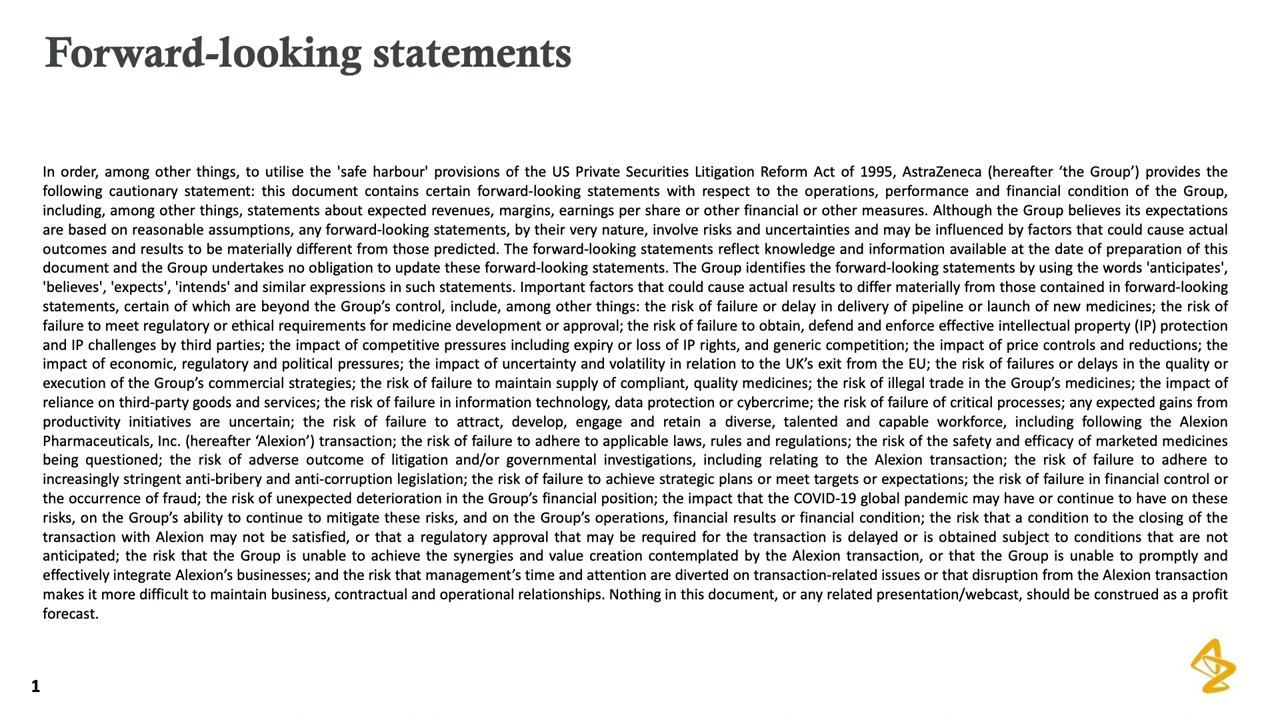 Forward-looking statements
In order, among other things, to utilise the 'safe harbour' provisions of the US Private Securities Litigation Reform Act of 1995, AstraZeneca (hereafter ‘the Group’) provides the
following cautionary statement: this document contains certain forward-looking statements with respect to the operations, performance and financial condition of the Group,
including, among other things, statements about expected revenues, margins, earnings per share or other financial or other measures. Although the Group believes its expectations
are based on reasonable assumptions, any forward-looking statements, by their very nature, involve risks and uncertainties and may be influenced by factors that could cause actual
outcomes and results to be materially different from those predicted. The forward-looking statements reflect knowledge and information available at the date of preparation of this
document and the Group undertakes no obligation to update these forward-looking statements. The Group identifies the forward-looking statements by using the words 'anticipates',
'believes', 'expects', 'intends' and similar expressions in such statements. Important factors that could cause actual results to differ materially from those contained in forward-looking
statements, certain of which are beyond the Group’s control, include, among other things: the risk of failure or delay in delivery of pipeline or launch of new medicines; the risk of
failure to meet regulatory or ethical requirements for medicine development or approval; the risk of failure to obtain, defend and enforce effective intellectual property (IP) protection
and IP challenges by third parties; the impact of competitive pressures including expiry or loss of IP rights, and generic competition; the impact of price controls and reductions; the
impact of economic, regulatory and political pressures; the impact of uncertainty and volatility in relation to the UK’s exit from the EU; the risk of failures or delays in the quality or
execution of the Group’s commercial strategies; the risk of failure to maintain supply of compliant, quality medicines; the risk of illegal trade in the Group’s medicines; the impact of
reliance on third-party goods and services; the risk of failure in information technology, data protection or cybercrime; the risk of failure of critical processes; any expected gains from
productivity initiatives are uncertain; the risk of failure to attract, develop, engage and retain a diverse, talented and capable workforce, including following the Alexion
Pharmaceuticals, Inc. (hereafter ‘Alexion’) transaction; the risk of failure to adhere to applicable laws, rules and regulations; the risk of the safety and efficacy of marketed medicines
being questioned; the risk of adverse outcome of litigation and/or governmental investigations, including relating to the Alexion transaction; the risk of failure to adhere to
increasingly stringent anti-bribery and anti-corruption legislation; the risk of failure to achieve strategic plans or meet targets or expectations; the risk of failure in financial control or
the occurrence of fraud; the risk of unexpected deterioration in the Group’s financial position; the impact that the COVID-19 global pandemic may have or continue to have on these
risks, on the Group’s ability to continue to mitigate these risks, and on the Group’s operations, financial results or financial condition; the risk that a condition to the closing of the
transaction with Alexion may not be satisfied, or that a regulatory approval that may be required for the transaction is delayed or is obtained subject to conditions that are not
anticipated; the risk that the Group is unable to achieve the synergies and value creation contemplated by the Alexion transaction, or that the Group is unable to promptly and
effectively integrate Alexion’s businesses; and the risk that management’s time and attention are diverted on transaction-related issues or that disruption from the Alexion transaction
makes it more difficult to maintain business, contractual and operational relationships. Nothing in this document, or any related presentation/webcast, should be construed as a profit
forecast.
1